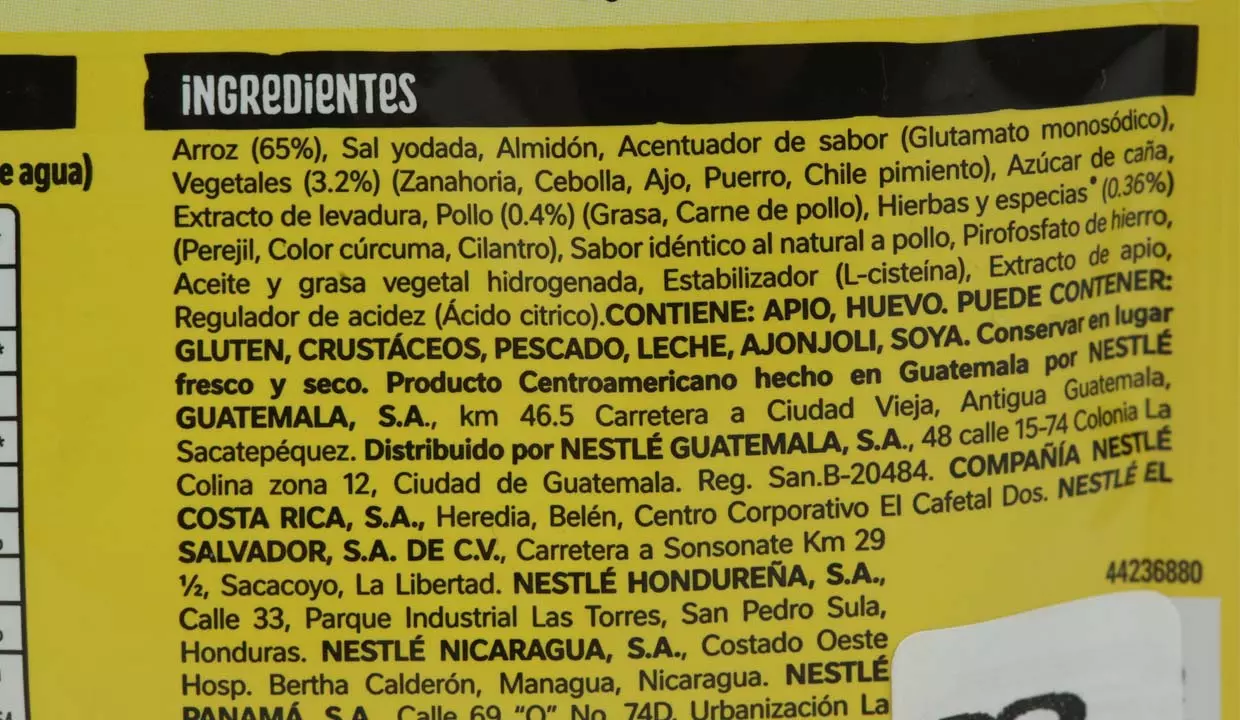 e agua)
INGREDIENTES
Arroz (65%), Sal yodada, Almidón, Acentuador de sabor (Glutamato monosódico),
Vegetales (3.2%) (Zanahoria, Cebolla, Ajo, Puerro, Chile pimiento), Azúcar de caña,
Extracto de levadura, Pollo (0.4%) (Grasa, Carne de pollo), Hierbas y especias* (0.36%)
(Perejil, Color cúrcuma, Cilantro), Sabor idéntico al natural a pollo, Pirofosfato de hierro,
Aceite y grasa vegetal hidrogenada, Estabilizador (L-cisteína), Extracto de apio,
Regulador de acidez (Ácido citrico).CONTIENE: APIO, HUEVO. PUEDE CONTENER:
GLUTEN, CRUSTÁCEOS, PESCADO, LECHE, AJONJOLI, SOYA. Conservar en lugar
fresco y seco. Producto Centroamericano hecho en Guatemala por NESTLÉ
GUATEMALA, S.A., km 46.5 Carretera a Ciudad Vieja, Antigua Guatemala,
Sacatepéquez. Distribuido por NESTLÉ GUATEMALA, S.A., 48 calle 15-74 Colonia La
Colina zona 12, Ciudad de Guatemala. Reg. San.B-20484. COMPAÑÍA NESTLÉ
COSTA RICA, S.A., Heredia, Belén, Centro Corporativo El Cafetal Dos. NESTLÉ EL
SALVADOR, S.A. DE C.V., Carretera a Sonsonate Km 29
½, Sacacoyo, La Libertad. NESTLÉ HONDUREÑA, S.A.,
Calle 33, Parque Industrial Las Torres, San Pedro Sula,
Honduras. NESTLÉ NICARAGUA, S.A., Costado Oeste
Hosp. Bertha Calderón, Managua, Nicaragua. NESTLÉ
PANAMÁ, S.A., Calle 69 "O" No. 74D, Urbanización La
44236880